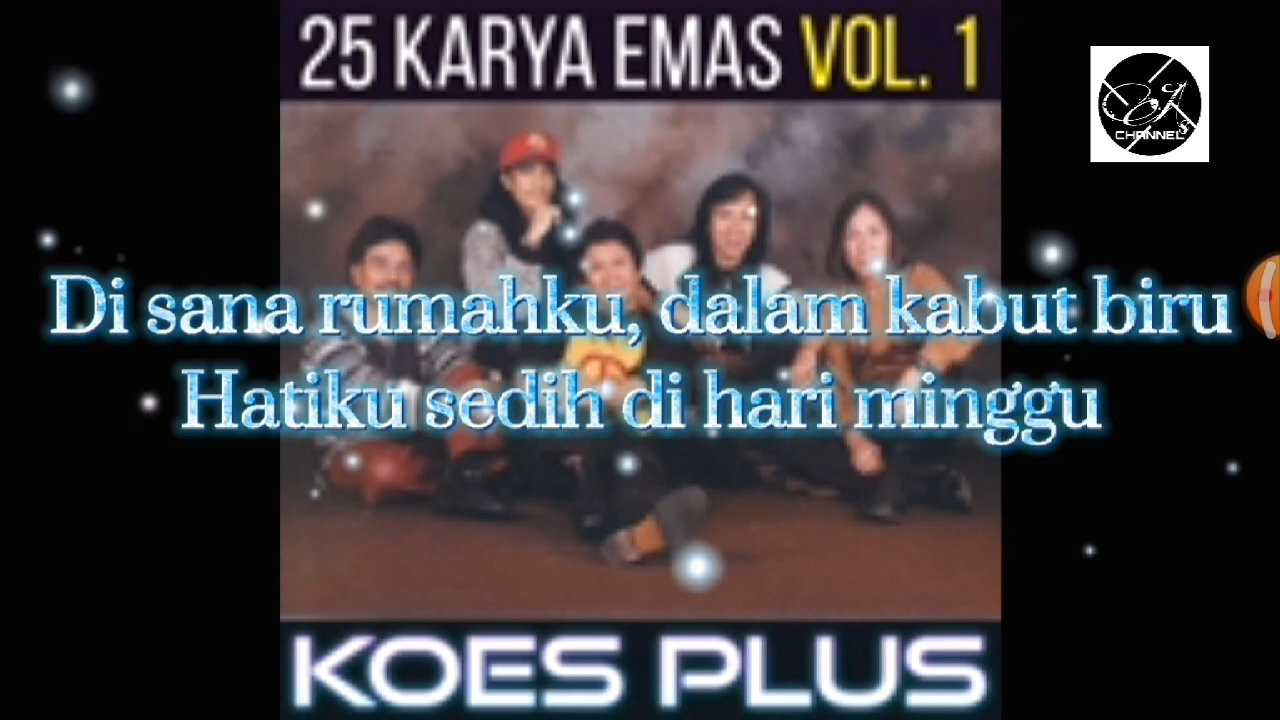 25 KARYA EMAS VOL. 1
CHANNEL
Di sana rumahku, dalam kabut biru
Hatiku sedih di hari minggu
KOES PLUS